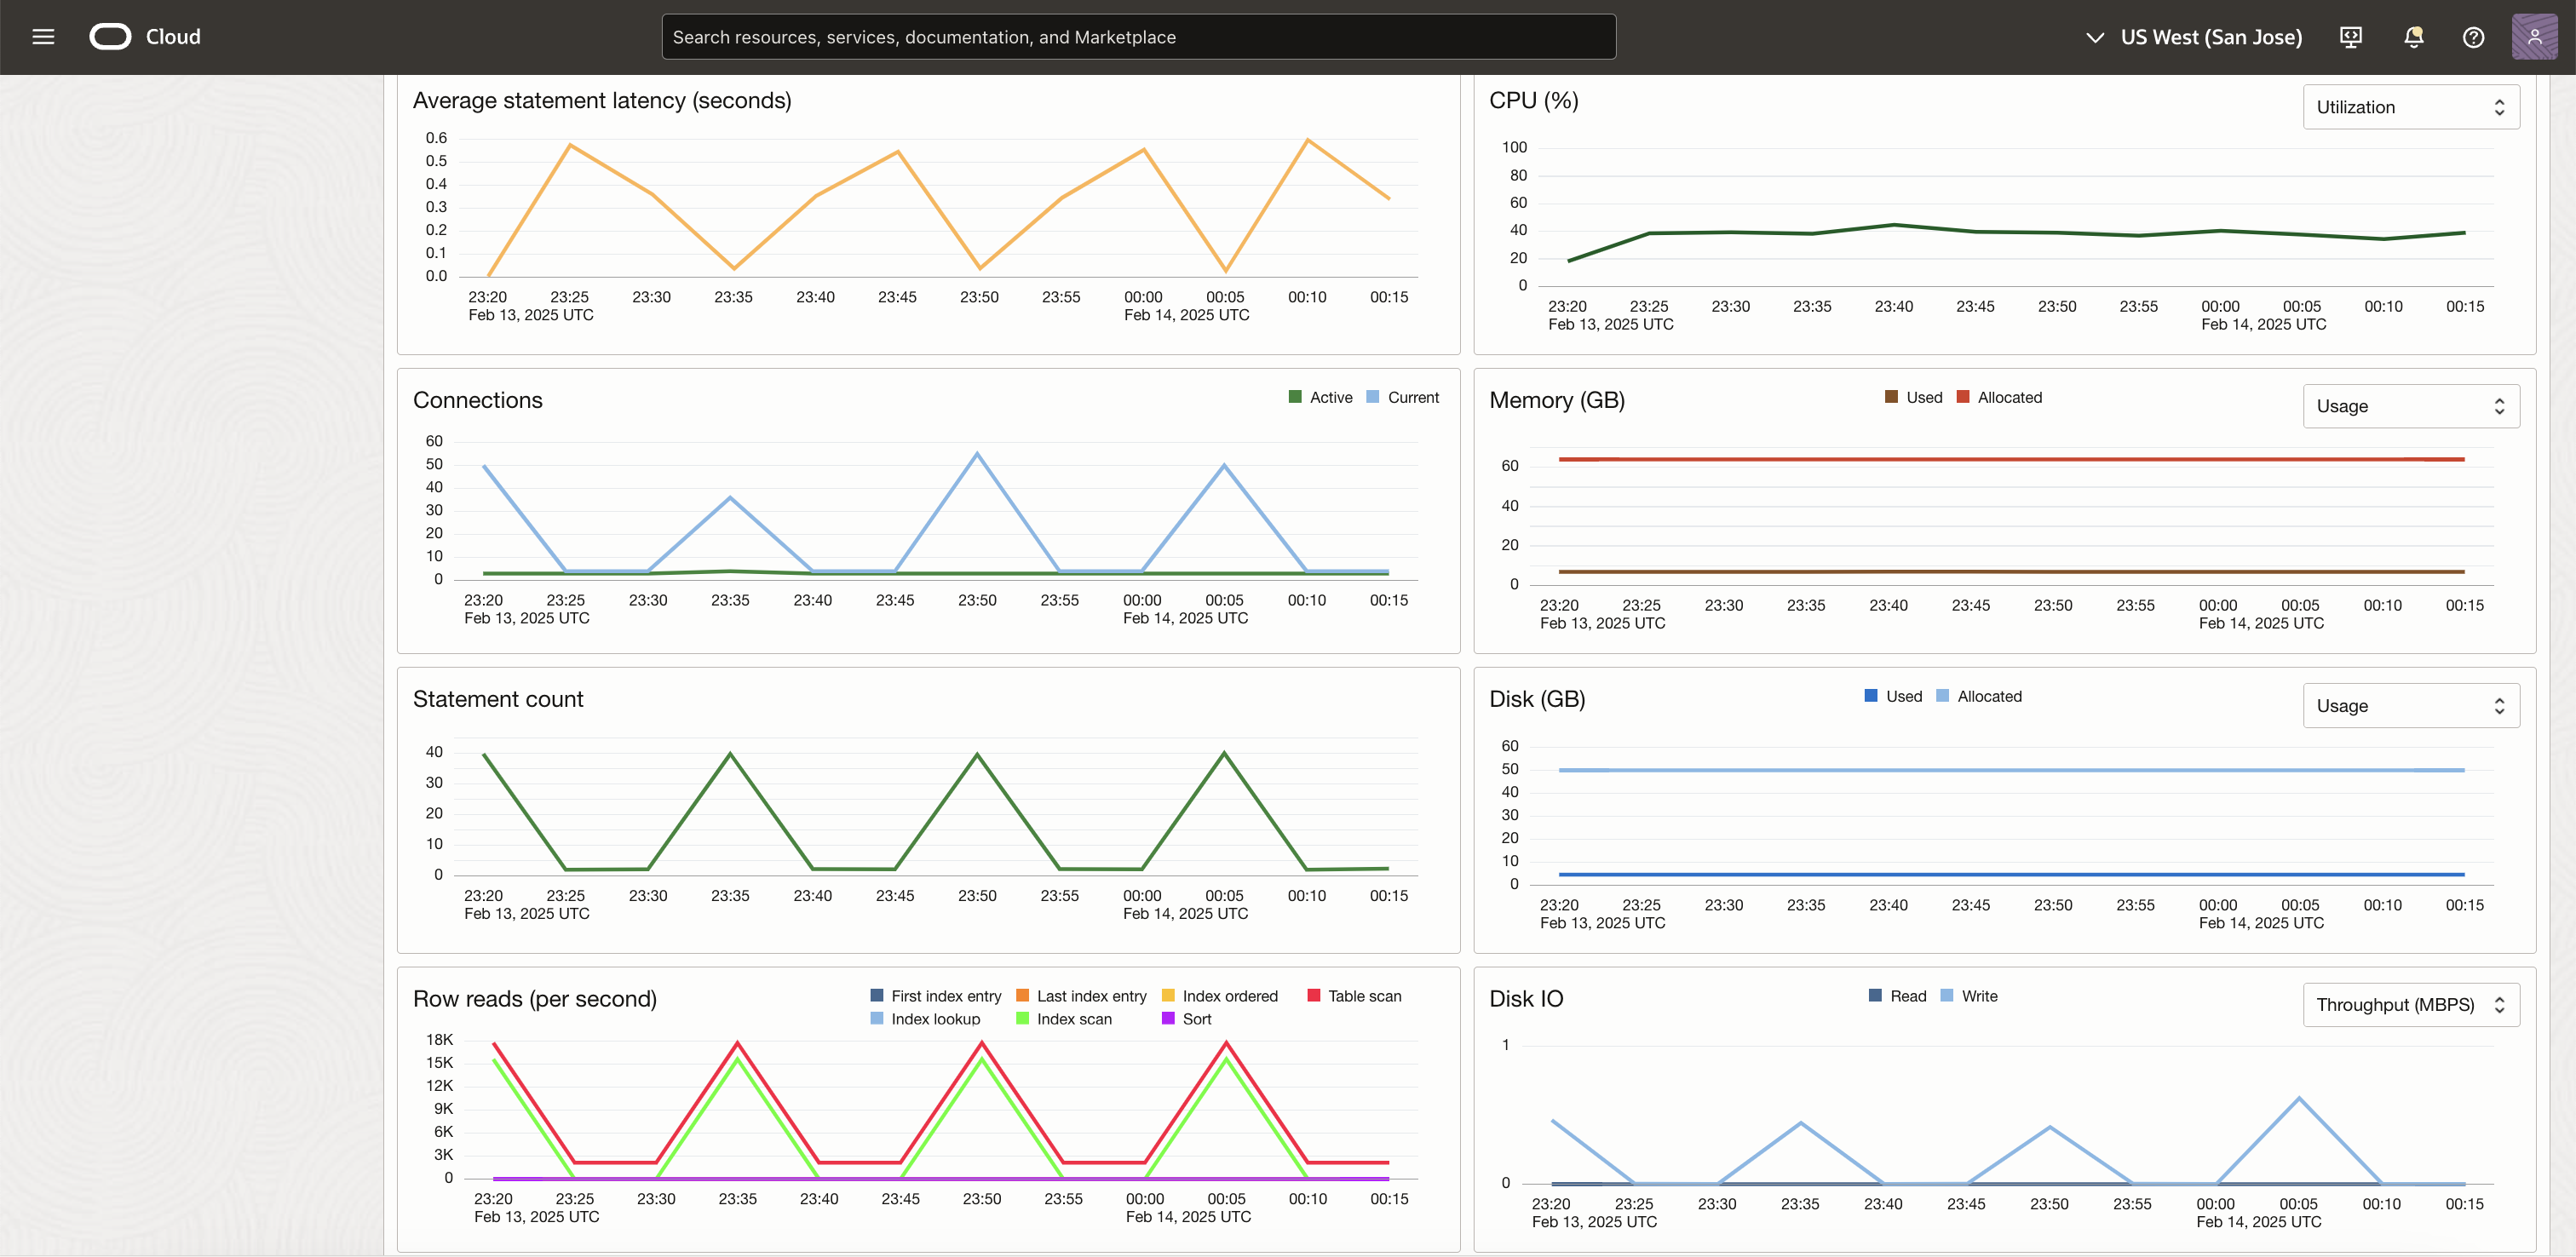 Cloud
Search resources, services, documentation, and Marketplace
US West (San Jose)
Average statement latency (seconds)
0.6
0.5
0.4
0.3
0.2
0.1
0.0
23:20 23:25 23:30 23:35 23:40 23:45 23:50 23:55 00:00 00:05 00:10 00:15
Feb 13, 2025 UTC Feb 14, 2025 UTC
CPU (%)
Utilization
100
80
60
40
20
0
23:20 23:25 23:30 23:35 23:40 23:45 23:50 23:55 00:00 00:05 00:10 00:15
Feb 13, 2025 UTC Feb 14, 2025 UTC
Connections
Active Current
60
50
40
30
20
10
0
23:20 23:25 23:30 23:35 23:40 23:45 23:50 23:55 00:00 00:05 00:10 00:15
Feb 13, 2025 UTC Feb 14, 2025 UTC
Memory (GB)
Used Allocated
Usage
60
40
20
0
23:20 23:25 23:30 23:35 23:40 23:45 23:50 23:55 00:00 00:05 00:10 00:15
Feb 13, 2025 UTC Feb 14, 2025 UTC
Statement count
40
30
20
10
0
23:20 23:25 23:30 23:35 23:40 23:45 23:50 23:55 00:00 00:05 00:10 00:15
Feb 13, 2025 UTC Feb 14, 2025 UTC
Disk (GB)
Used Allocated
Usage
60
50
40
30
20
10
0
23:20 23:25 23:30 23:35 23:40 23:45 23:50 23:55 00:00 00:05 00:10 00:15
Feb 13, 2025 UTC Feb 14, 2025 UTC
Row reads (per second)
First index entry Last index entry Index ordered Table scan
Index lookup Index scan Sort
18K
15K
12K
9K
6K
3K
0
23:20 23:25 23:30 23:35 23:40 23:45 23:50 23:55 00:00 00:05 00:10 00:15
Feb 13, 2025 UTC Feb 14, 2025 UTC
Disk IO
Read Write
Throughput (MBPS)
1
0
23:20 23:25 23:30 23:35 23:40 23:45 23:50 23:55 00:00 00:05 00:10 00:15
Feb 13, 2025 UTC Feb 14, 2025 UTC